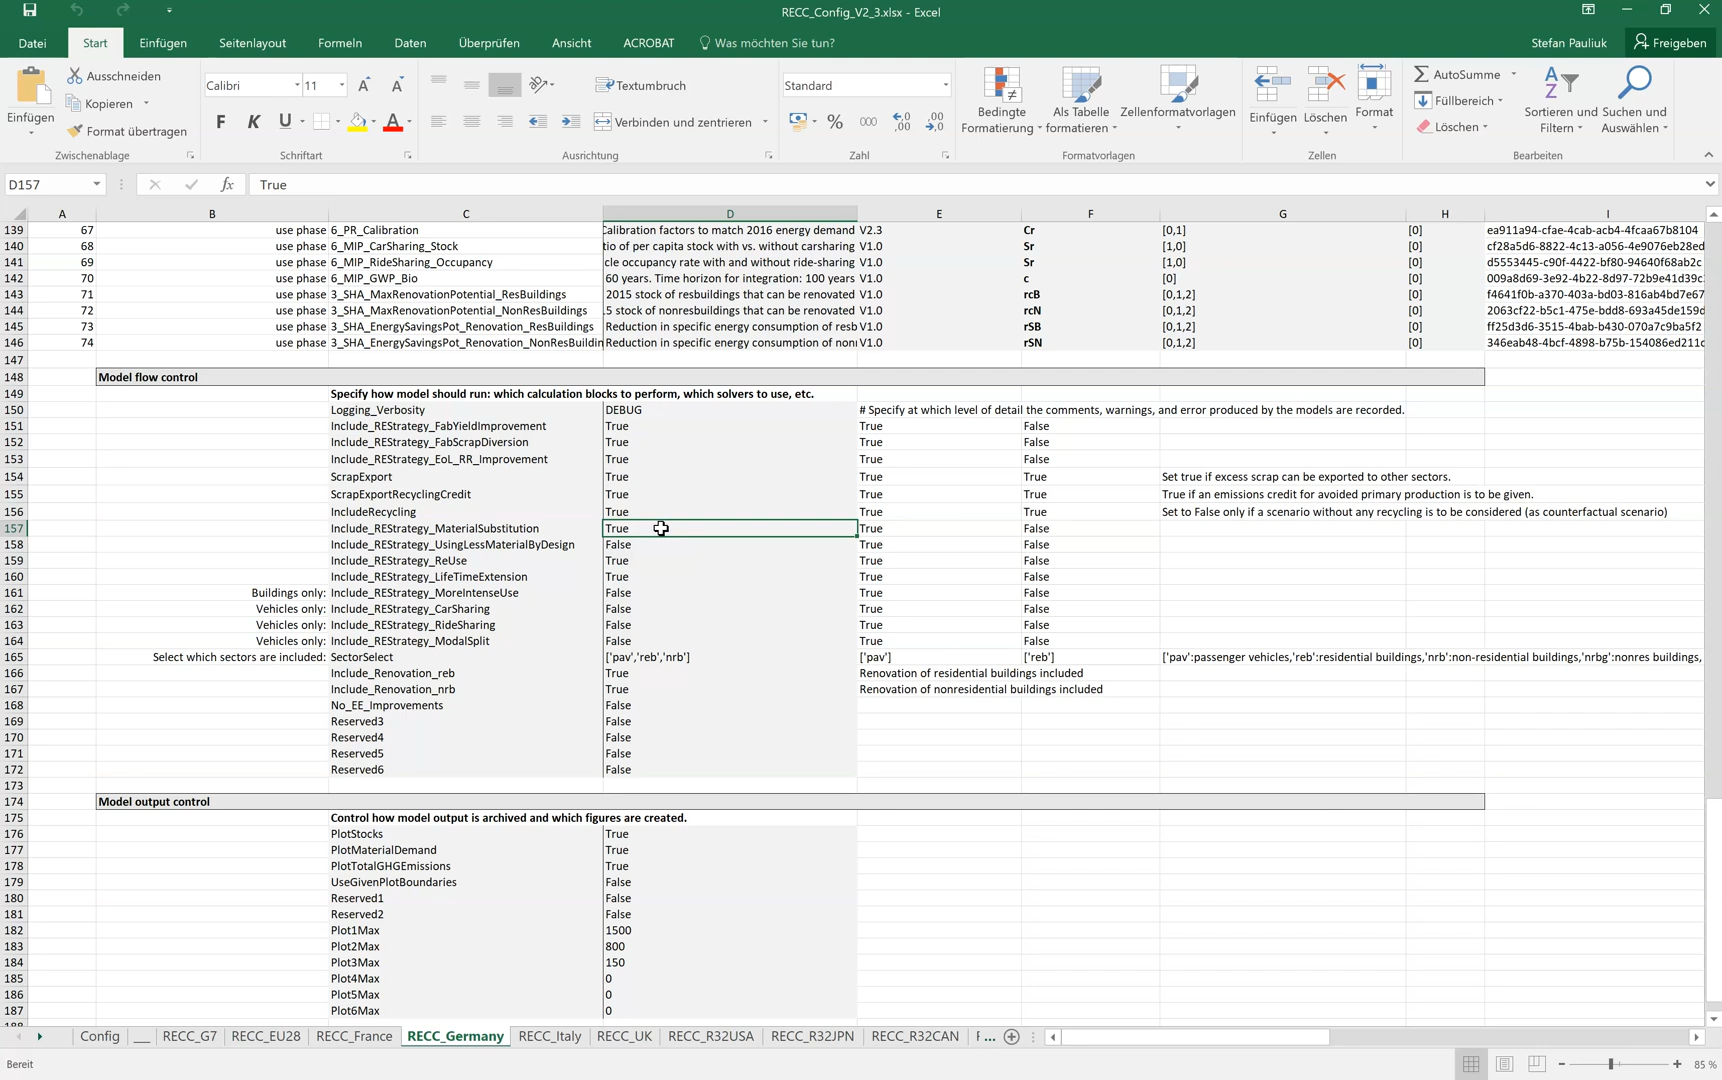 RECC_Config_V2_3.xlsx - Excel
Datei Start Einfügen Seitenlayout Formeln Daten Überprüfen Ansicht ACROBAT Was möchten Sie tun? Stefan Pauliuk Freigeben
Einfügen Ausschneiden Kopieren Format übertragen
Zwischenablage
Calibri 11
F K U A
Schriftart
Textumbruch
Verbinden und zentrieren
Ausrichtung
Standard
% 000
Zahl
Bedingte Formatierung Als Tabelle formatieren Zellenformatvorlagen
Formatvorlagen
Einfügen Löschen Format
Zellen
AutoSumme Füllbereich Löschen
Sortieren und Filtern Suchen und Auswählen
Bearbeiten
D157 fx True
A B C D E F G H I
139 67 use phase 6_PR_Calibration Calibration factors to match 2016 energy demand V2.3 Cr [0,1] [0] ea911a94-cfae-4cab-acb4-4fcaa67b8104
140 68 use phase 6_MIP_CarSharing_Stock tio of per capita stock with vs. without carsharing V1.0 Sr [1,0] [0] cf28a5d6-8822-4c13-a056-4e9076eb28ed
141 69 use phase 6_MIP_RideSharing_Occupancy cle occupancy rate with and without ride-sharing V1.0 Sr [1,0] [0] d5553445-c90f-4422-bf80-94640f68ab2c
142 70 use phase 6_MIP_GWP_Bio 60 years. Time horizon for integration: 100 years V1.0 c [0] [0] 009a8d69-3e92-4b22-8d97-72b9e41d39c
143 71 use phase 3_SHA_MaxRenovationPotential_ResBuildings 2015 stock of resbuildings that can be renovated V1.0 rcB [0,1,2] [0] f4641f0b-a370-403a-bd03-816ab4bd7e67
144 72 use phase 3_SHA_MaxRenovationPotential_NonResBuildings .5 stock of nonresbuildings that can be renovated V1.0 rcN [0,1,2] [0] 2063cf22-b5c1-475e-bdd8-693a45de159d
145 73 use phase 3_SHA_EnergySavingsPot_Renovation_ResBuildings Reduction in specific energy consumption of resb V1.0 rSB [0,1,2] [0] ff25d3d6-3515-4bab-b430-070a7c9ba5f2
146 74 use phase 3_SHA_EnergySavingsPot_Renovation_NonResBuildin Reduction in specific energy consumption of noni V1.0 rSN [0,1,2] [0] 346eab48-4bcf-4898-b75b-154086ed211c
147
148 Model flow control
149 Specify how model should run: which calculation blocks to perform, which solvers to use, etc.
150 Logging_Verbosity DEBUG # Specify at which level of detail the comments, warnings, and error produced by the models are recorded.
151 Include_REStrategy_FabYieldImprovement True True False
152 Include_REStrategy_FabScrapDiversion True True False
153 Include_REStrategy_EoL_RR_Improvement True True False
154 ScrapExport True True True Set true if excess scrap can be exported to other sectors.
155 ScrapExportRecyclingCredit True True True True if an emissions credit for avoided primary production is to be given.
156 IncludeRecycling True True True Set to False only if a scenario without any recycling is to be considered (as counterfactual scenario)
157 Include_REStrategy_MaterialSubstitution True True False
158 Include_REStrategy_UsingLessMaterialByDesign False True False
159 Include_REStrategy_ReUse True True False
160 Include_REStrategy_LifeTimeExtension True True False
161 Buildings only: Include_REStrategy_MoreIntenseUse False True False
162 Vehicles only: Include_REStrategy_CarSharing False True False
163 Vehicles only: Include_REStrategy_RideSharing False True False
164 Vehicles only: Include_REStrategy_ModalSplit False True False
165 Select which sectors are included: SectorSelect ['pav','reb','nrb'] ['pav'] ['reb'] ['pav':passenger vehicles,'reb':residential buildings,'nrb':non-residential buildings,'nrbg':nonres buildings,
166 Include_Renovation_reb True Renovation of residential buildings included
167 Include_Renovation_nrb True Renovation of nonresidential buildings included
168 No_EE_Improvements False
169 Reserved3 False
170 Reserved4 False
171 Reserved5 False
172 Reserved6 False
173
174 Model output control
175 Control how model output is archived and which figures are created.
176 PlotStocks True
177 PlotMaterialDemand True
178 PlotTotalGHGEmissions True
179 UseGivenPlotBoundaries False
180 Reserved1 False
181 Reserved2 False
182 Plot1Max 1500
183 Plot2Max 800
184 Plot3Max 150
185 Plot4Max 0
186 Plot5Max 0
187 Plot6Max 0
188
Config __ RECC_G7 RECC_EU28 RECC_France RECC_Germany RECC_Italy RECC_UK RECC_R32USA RECC_R32JPN RECC_R32CAN F ...
Bereit 85 %